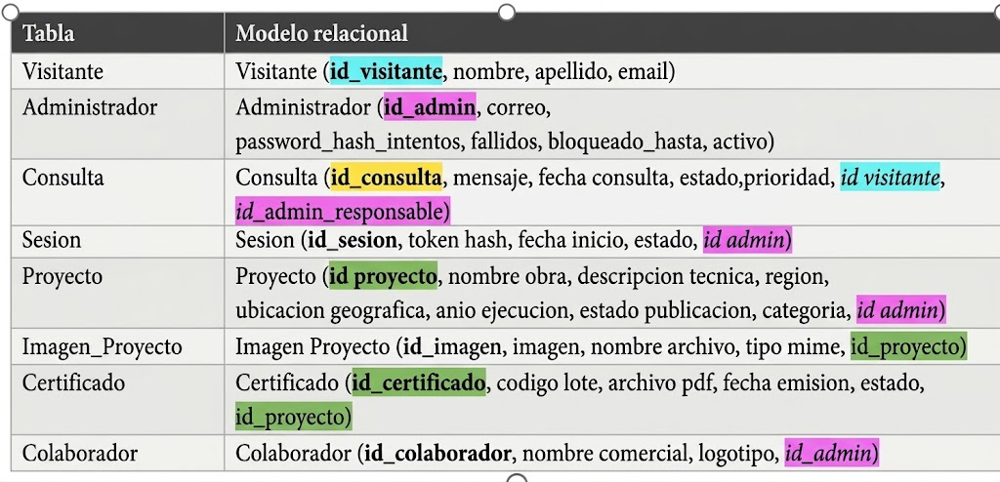 Tabla Modelo relacional
Visitante Visitante (id_visitante, nombre, apellido, email)
Administrador Administrador (id_admin, correo,
password_hash_intentos, fallidos, bloqueado_hasta, activo)
Consulta Consulta (id_consulta, mensaje, fecha consulta, estado,prioridad, id visitante,
id_admin_responsable)
Sesion Sesion (id_sesion, token hash, fecha inicio, estado, id admin)
Proyecto Proyecto (id proyecto, nombre obra, descripcion tecnica, region,
ubicacion geografica, anio ejecucion, estado publicacion, categoria, id admin)
Imagen_Proyecto Imagen Proyecto (id_imagen, imagen, nombre archivo, tipo mime, id_proyecto)
Certificado Certificado (id_certificado, codigo lote, archivo pdf, fecha emision, estado,
id_proyecto)
Colaborador Colaborador (id_colaborador, nombre comercial, logotipo, id_admin)